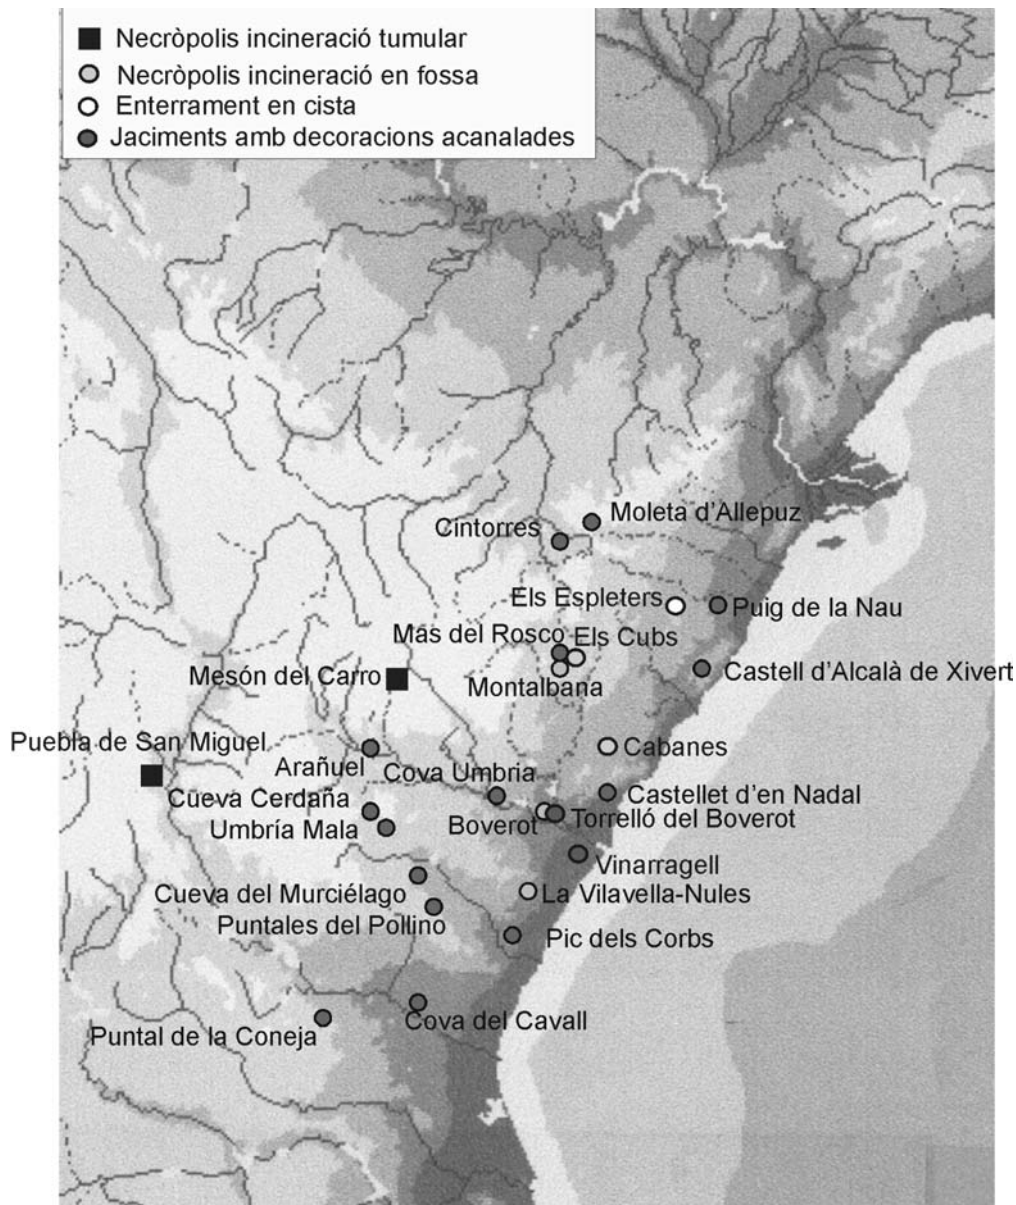 Necròpolis incineració tumular
Necròpolis incineració en fossa
Enterrament en cista
Jaciments amb decoracions acanalades
Moleta d'Allepuz
Cintorres
Els Espleters
Puig de la Nau
Mas del Rosco
Els Cubs
Mesón del Carro
Montalbana
Castell d'Alcalà de Xivert
Puebla de San Miguel
Cabanes
Arañuel
Cova Umbria
Cueva Cerdaña
Castellet d'en Nadal
Umbría Mala
Boverot
Torrelló del Boverot
Vinarragell
Cueva del Murciélago
La Vilavella-Nules
Puntales del Pollino
Pic dels Corbs
Cova del Cavall
Puntal de la Coneja